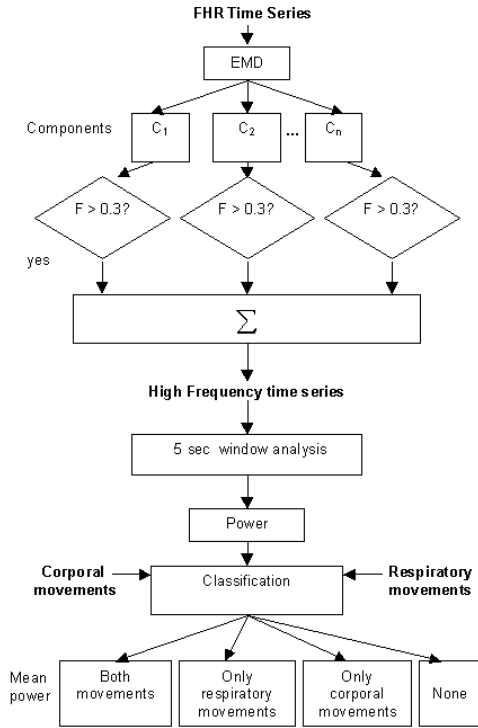 FHR Time Series
EMD
Components
C1
C2
...
Cn
F > 0.3?
F > 0.3?
F > 0.3?
yes
Σ
High Frequency time series
5 sec window analysis
Power
Corporal
movements
Classification
Respiratory
movements
Mean
power
Both
movements
Only
respiratory
movements
Only
corporal
movements
None